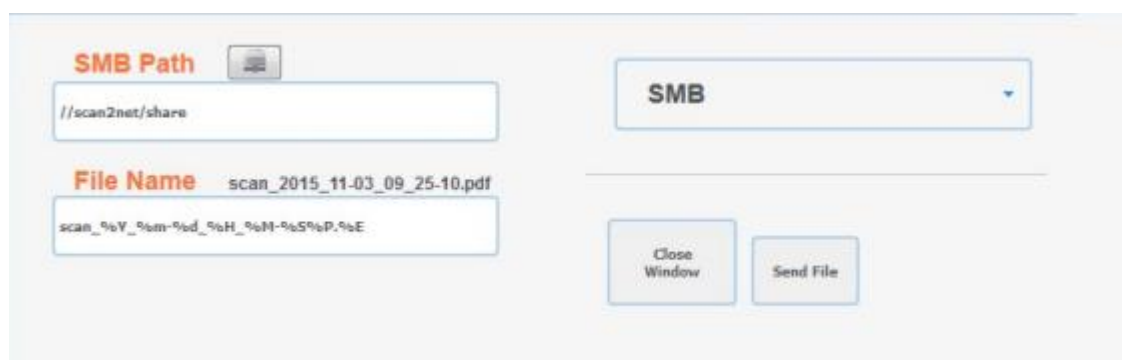 SMB Path
//scan2net/share
File Name scan_2015_11-03_09_25-10.pdf
scan_%Y_%m-%d_%H_%M-%S%P.%E
SMB
Close
Window
Send File